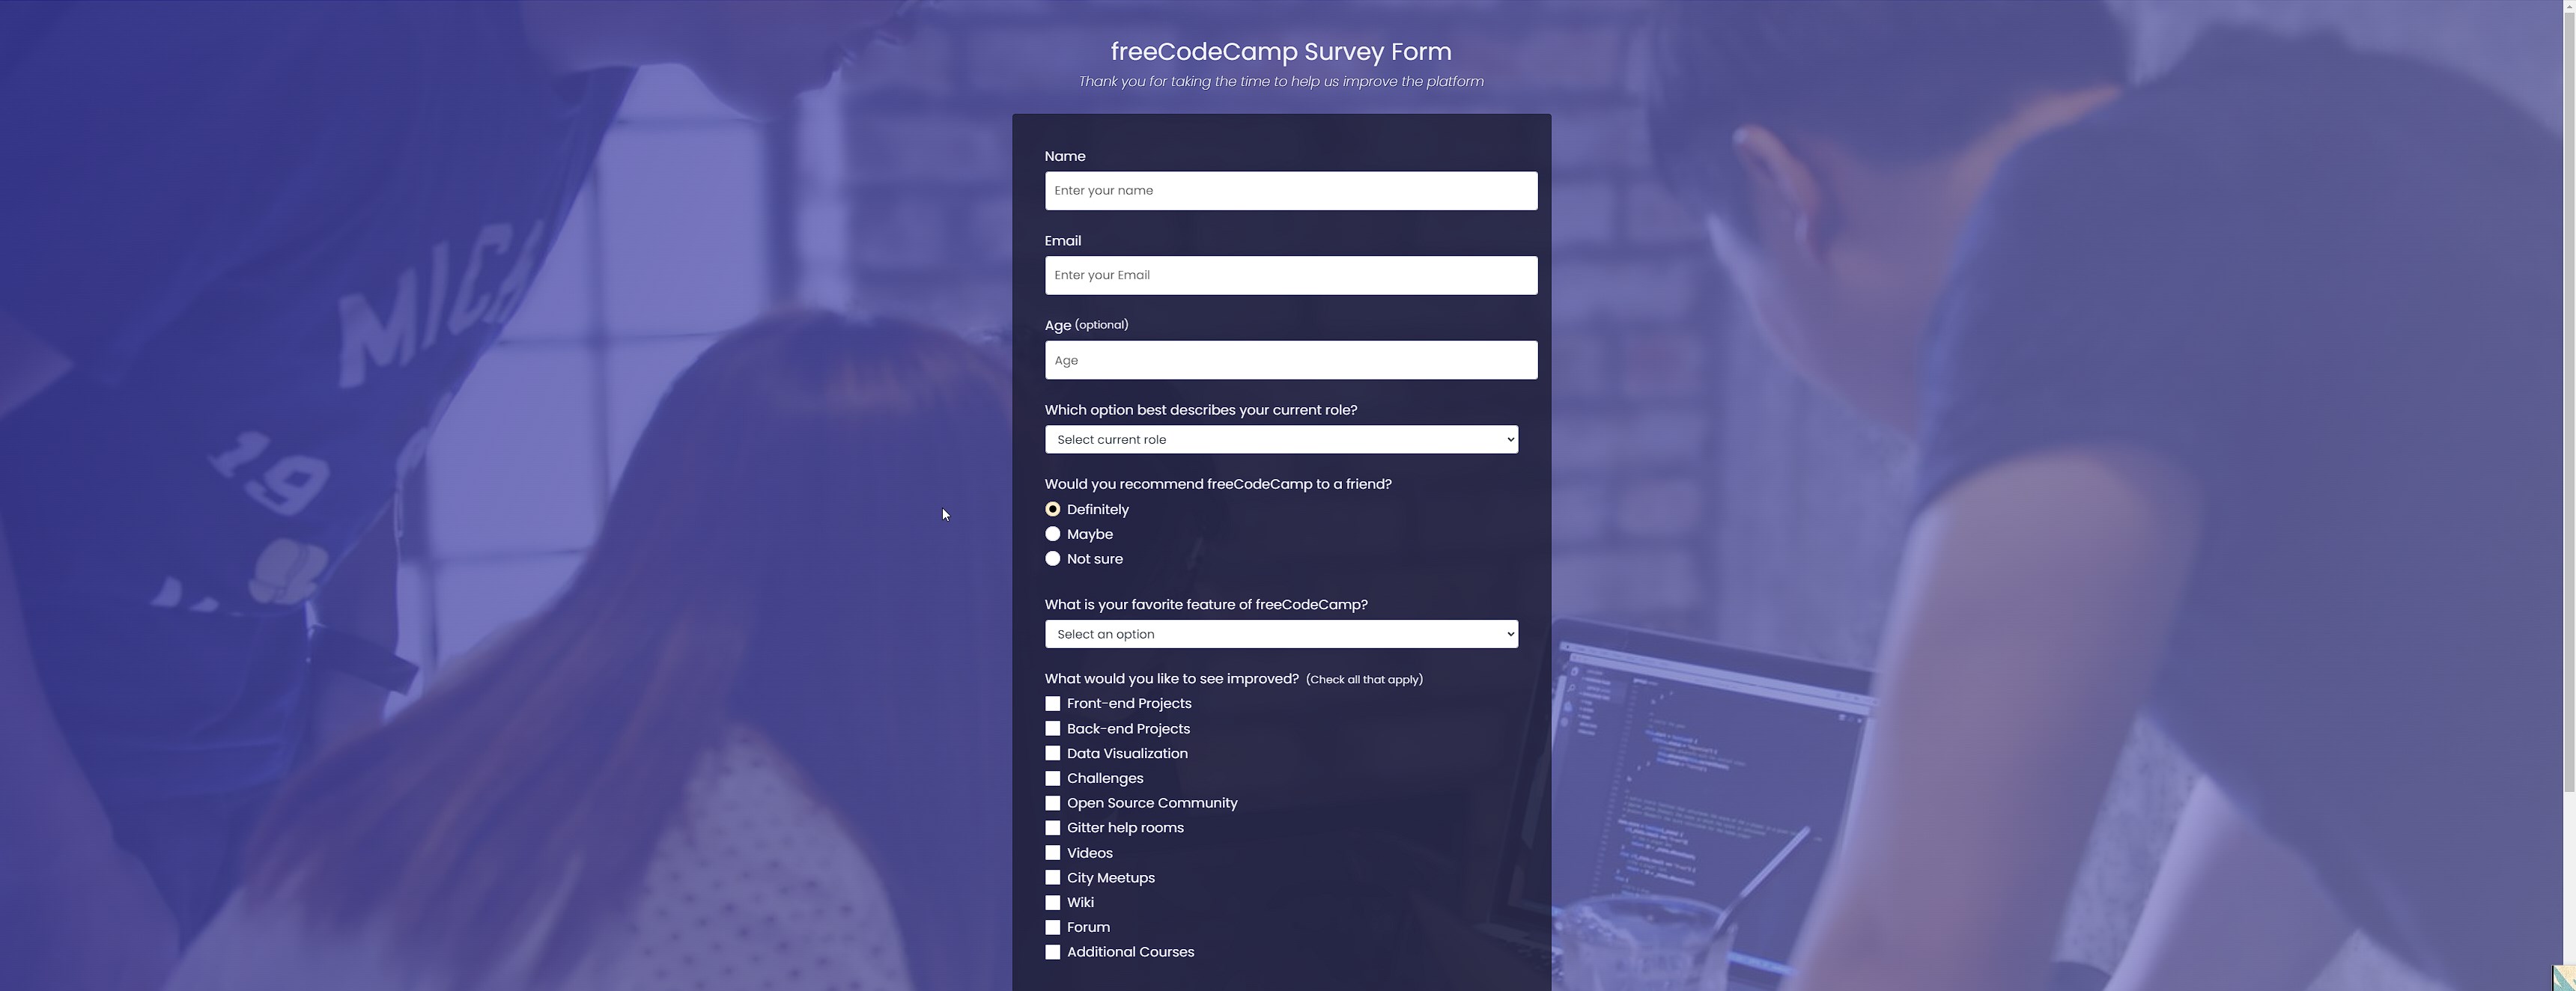 freeCodeCamp Survey Form
Thank you for taking the time to help us improve the platform
Name
Enter your name
Email
Enter your Email
Age (optional)
Age
Which option best describes your current role?
Select current role
Would you recommend freeCodeCamp to a friend?
Definitely
Maybe
Not sure
What is your favorite feature of freeCodeCamp?
Select an option
What would you like to see improved? (Check all that apply)
Front-end Projects
Back-end Projects
Data Visualization
Challenges
Open Source Community
Gitter help rooms
Videos
City Meetups
Wiki
Forum
Additional Courses
19